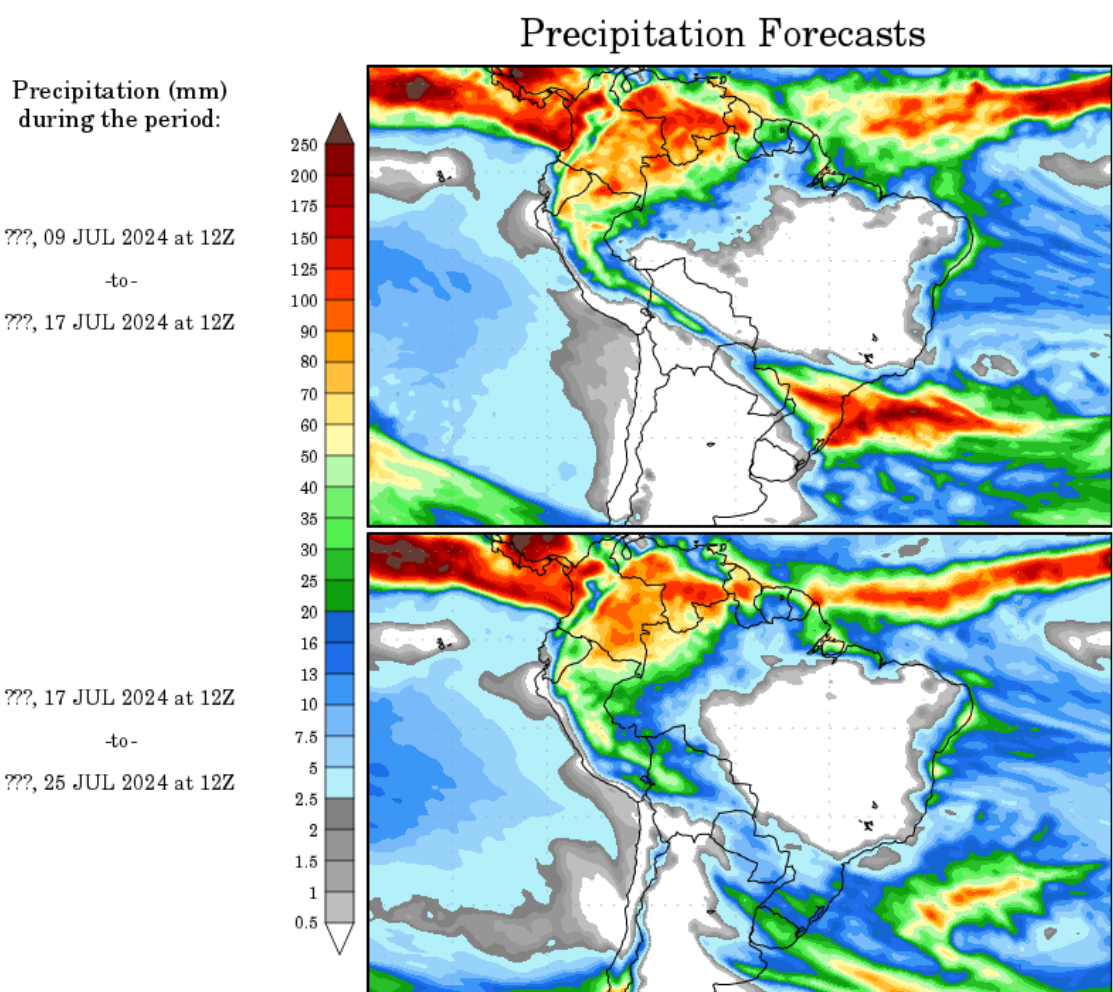 Precipitation Forecasts
Precipitation (mm)
during the period:
???, 09 JUL 2024 at 12Z
-to-
???, 17 JUL 2024 at 12Z
???, 17 JUL 2024 at 12Z
-to-
???, 25 JUL 2024 at 12Z
250
200
175
150
125
100
90
80
70
60
50
40
35
30
25
20
16
13
10
7.5
5
2.5
2
1.5
1
0.5